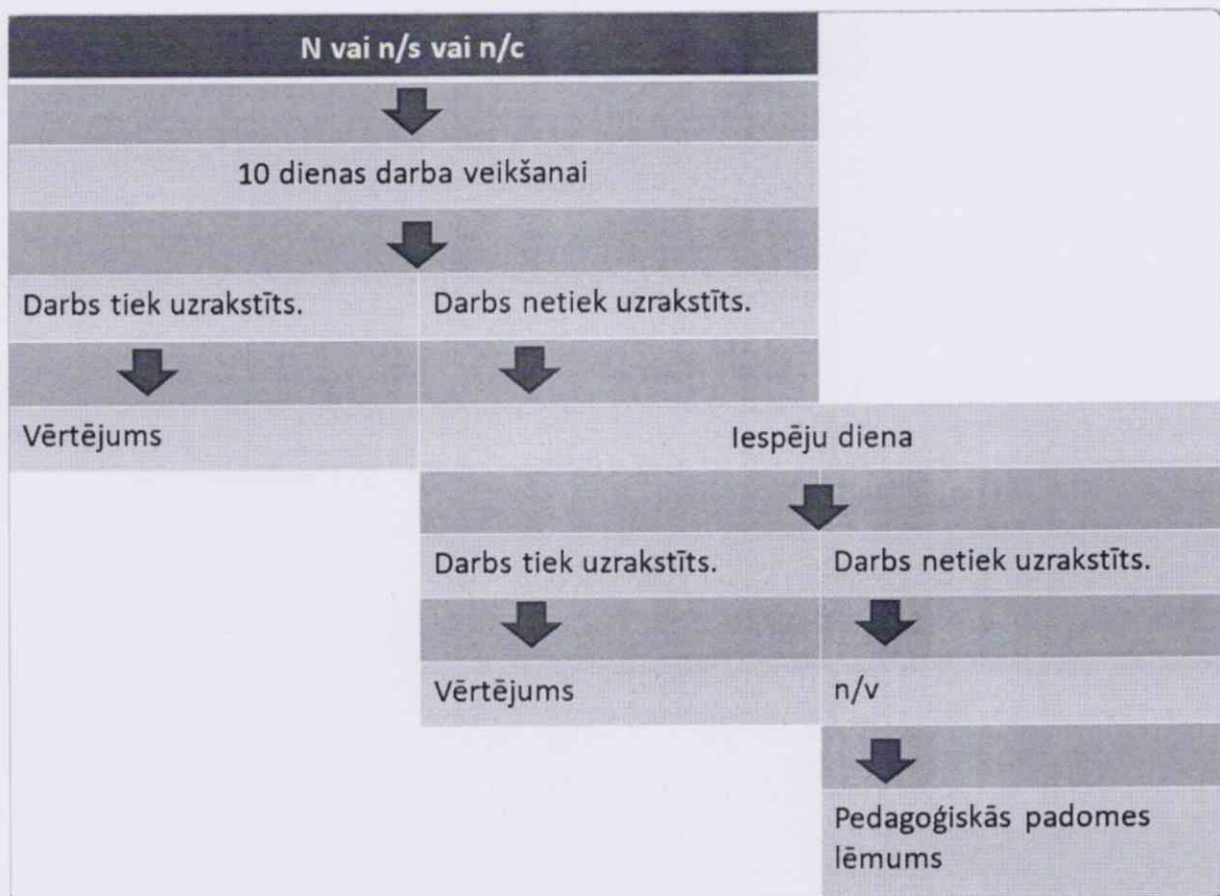 N vai n/s vai n/c
10 dienas darba veikšanai
Darbs tiek uzrakstīts.
Darbs netiek uzrakstīts.
Vērtējums
Iespēju diena
Darbs tiek uzrakstīts.
Darbs netiek uzrakstīts.
Vērtējums
n/v
Pedagoģiskās padomes
lēmums